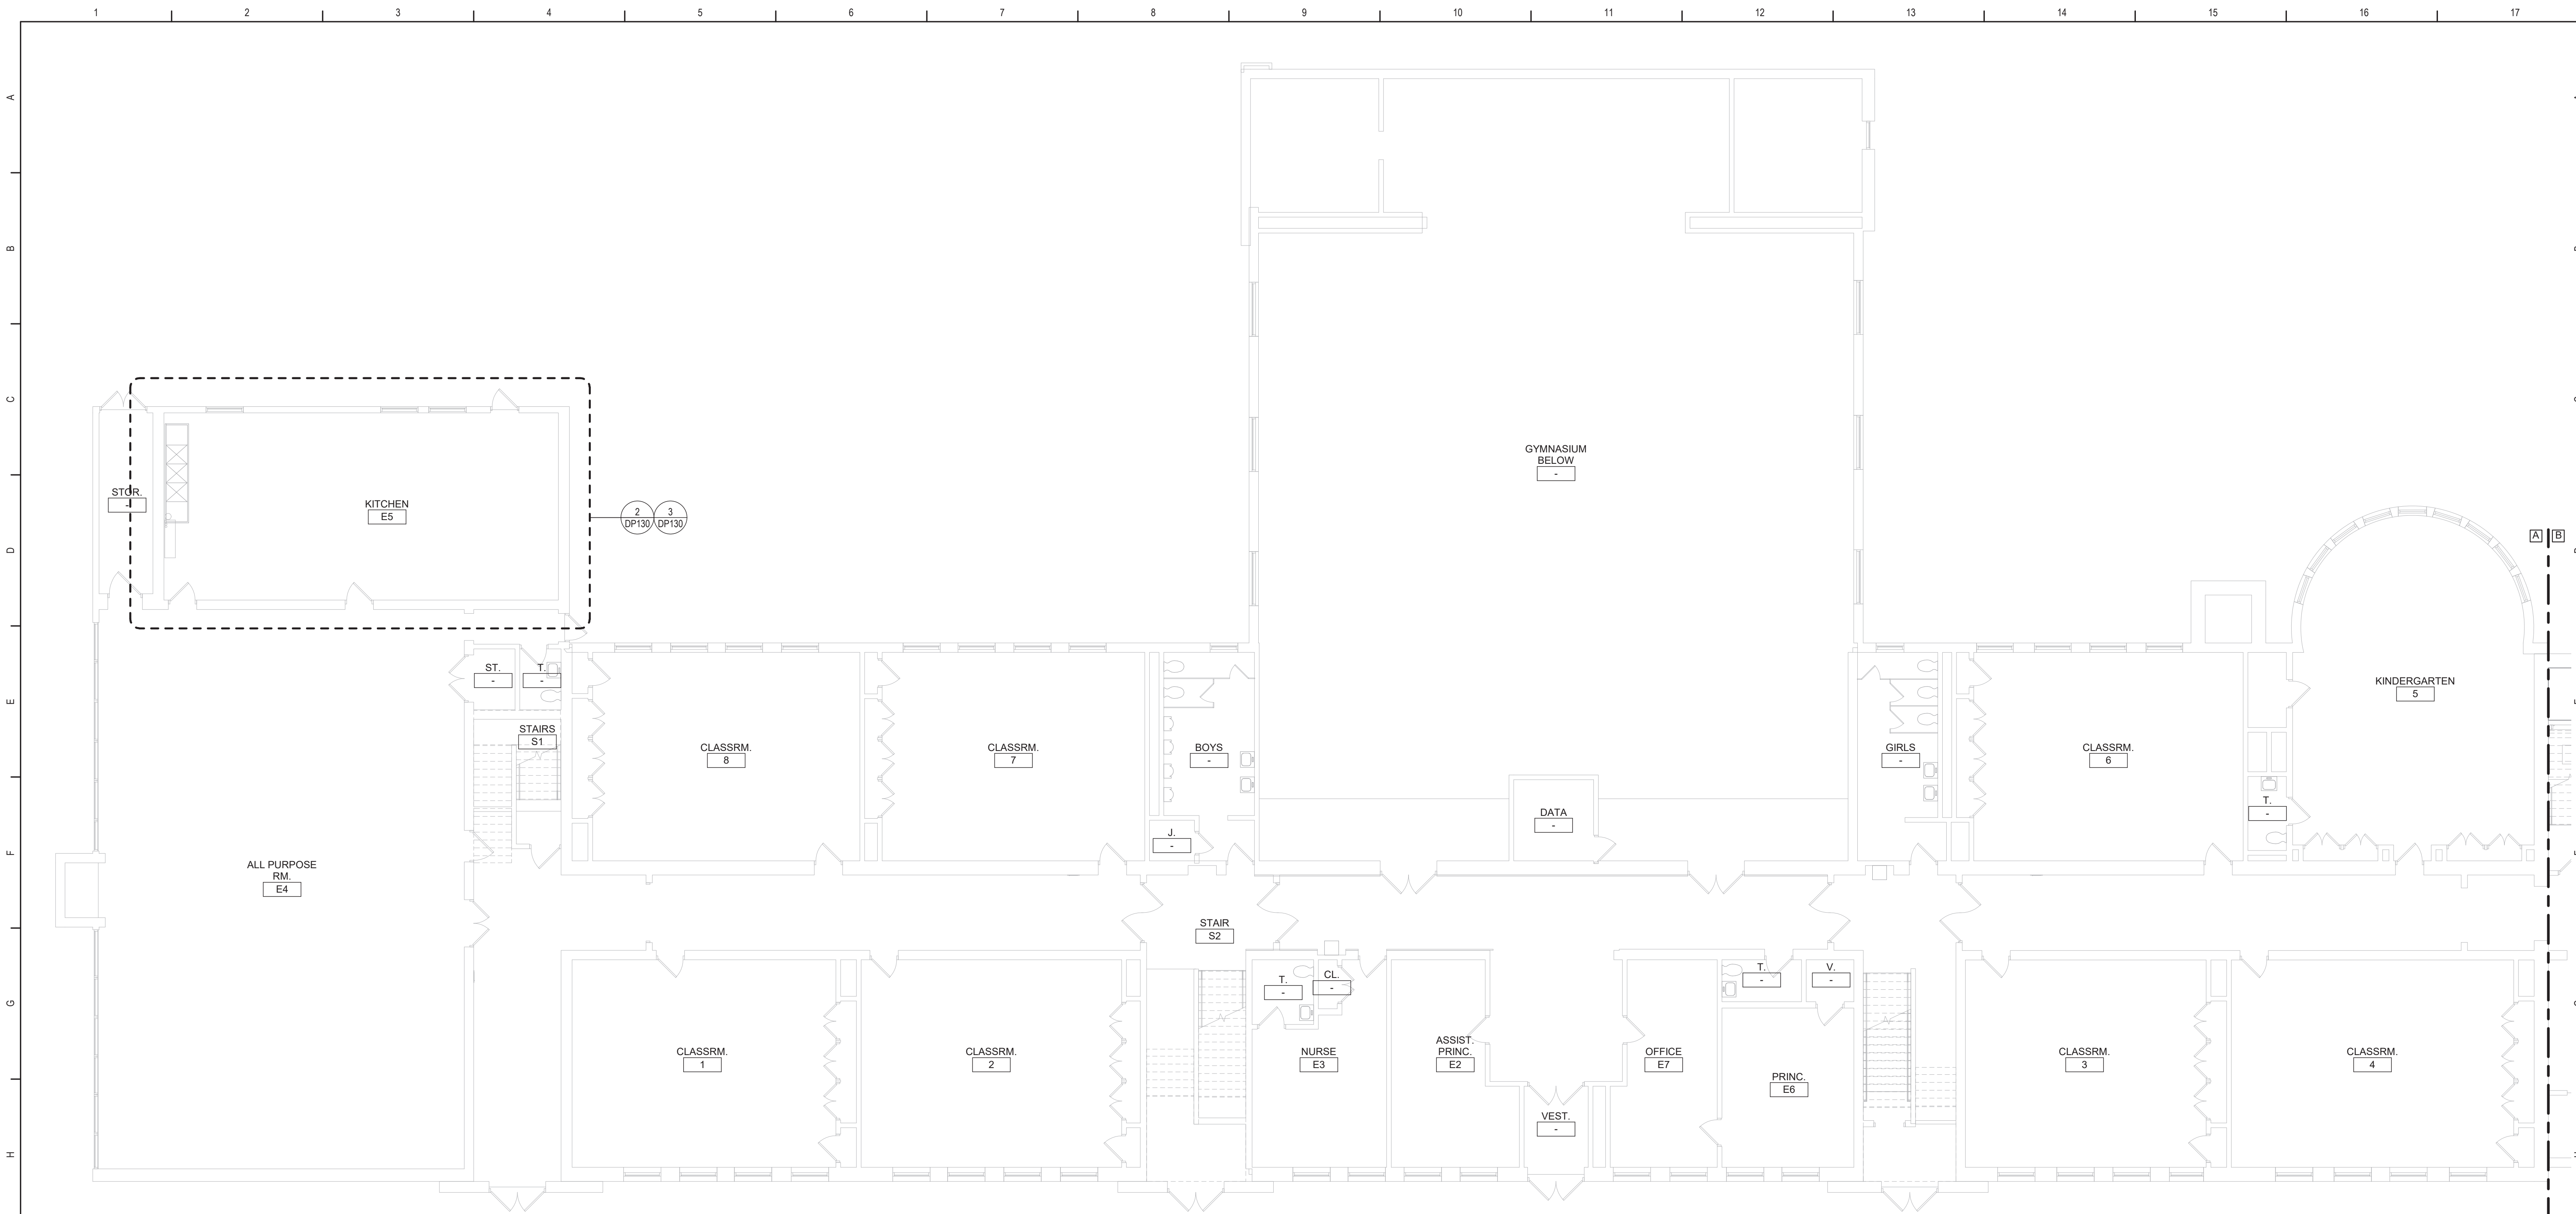 1 2 3 4 5 6 7 8 9 10 11 12 13 14 15 16 17
A
B
C
D
E
F
G
H
GYMNASIUM
BELOW
-
STOR.
-
KITCHEN
E5
2
DP130
3
DP130
A B
ST.
-
T.
-
STAIRS
S1
CLASSRM.
8
CLASSRM.
7
BOYS
-
J.
-
DATA
-
GIRLS
-
CLASSRM.
6
KINDERGARTEN
5
T.
-
ALL PURPOSE
RM.
E4
STAIR
S2
CLASSRM.
1
CLASSRM.
2
T.
-
CL.
-
NURSE
E3
ASSIST.
PRINC.
E2
VEST.
-
OFFICE
E7
T.
-
V.
-
PRINC.
E6
CLASSRM.
3
CLASSRM.
4